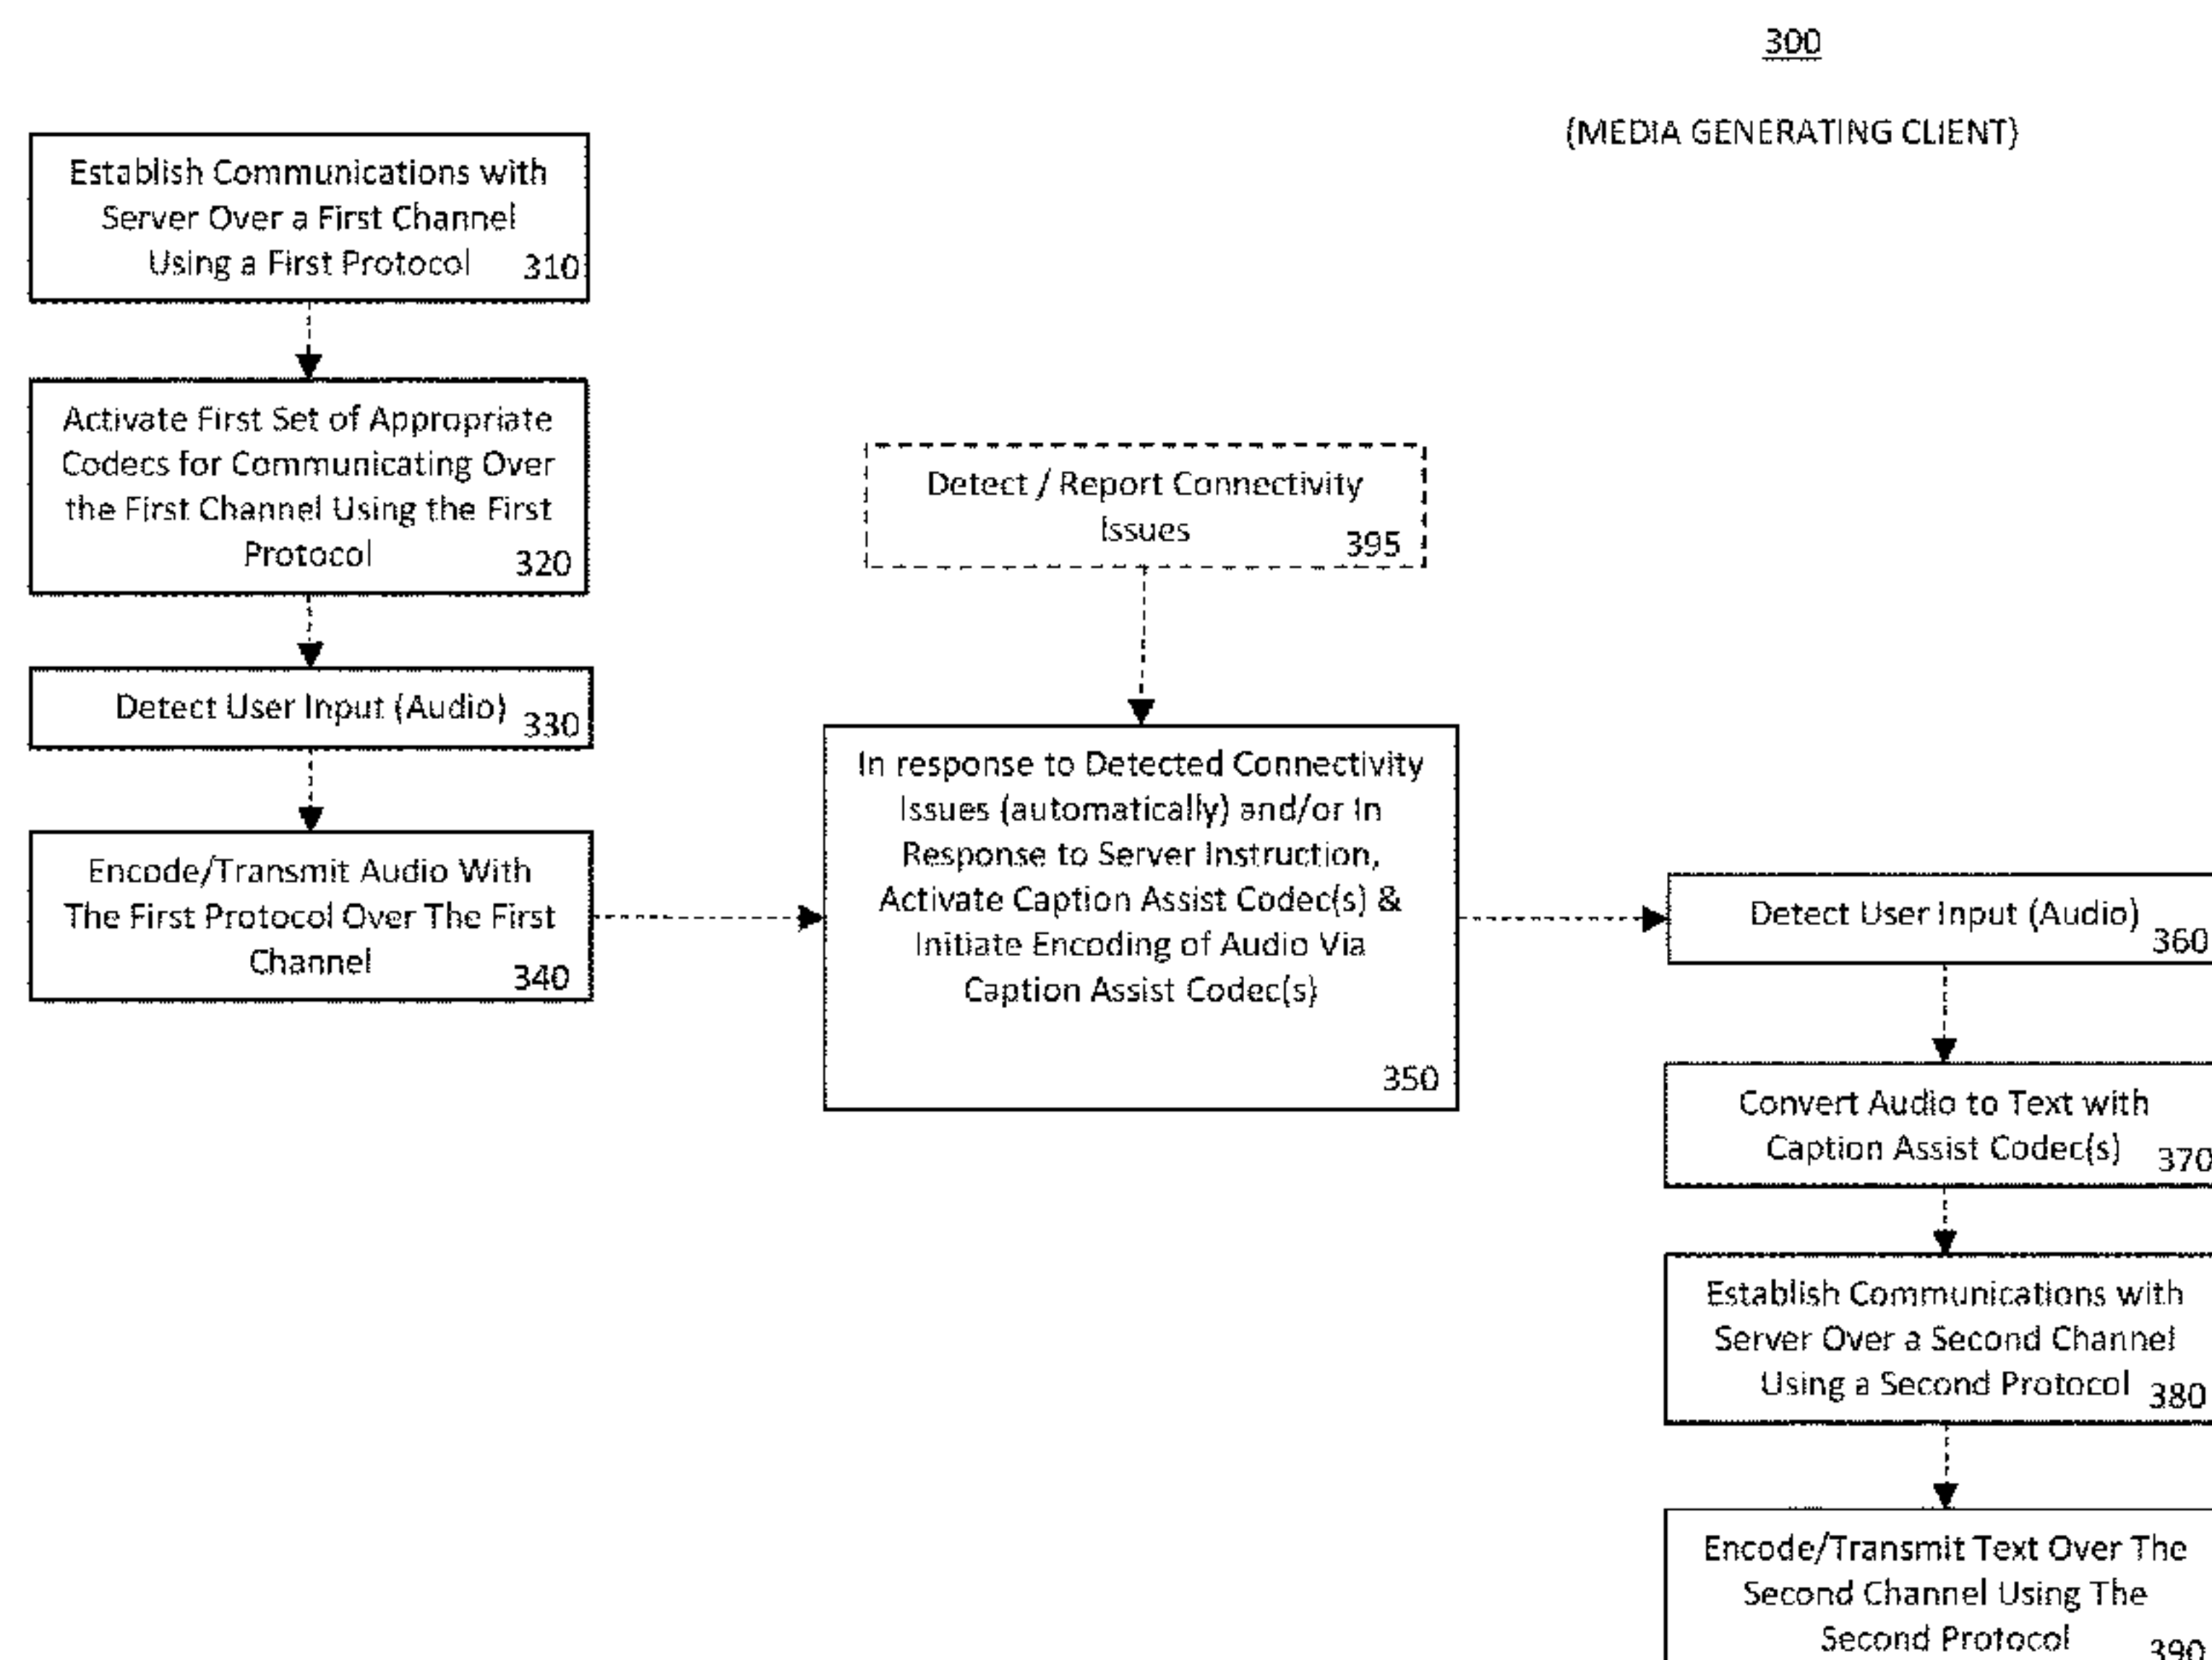 300
(MEDIA GENERATING CLIENT)
Establish Communications with
Server Over a First Channel
Using a First Protocol 310
Activate First Set of Appropriate
Codecs for Communicating Over
the First Channel Using the First
Protocol 320
Detect User Input (Audio) 330
Encode/Transmit Audio With
The First Protocol Over The First
Channel 340
Detect / Report Connectivity
Issues 395
In response to Detected Connectivity
Issues (automatically) and/or In
Response to Server Instruction,
Activate Caption Assist Codec(s) &
Initiate Encoding of Audio Via
Caption Assist Codec(s)
350
Detect User Input (Audio) 360
Convert Audio to Text with
Caption Assist Codec(s) 370
Establish Communications with
Server Over a Second Channel
Using a Second Protocol 380
Encode/Transmit Text Over The
Second Channel Using The
Second Protocol 390